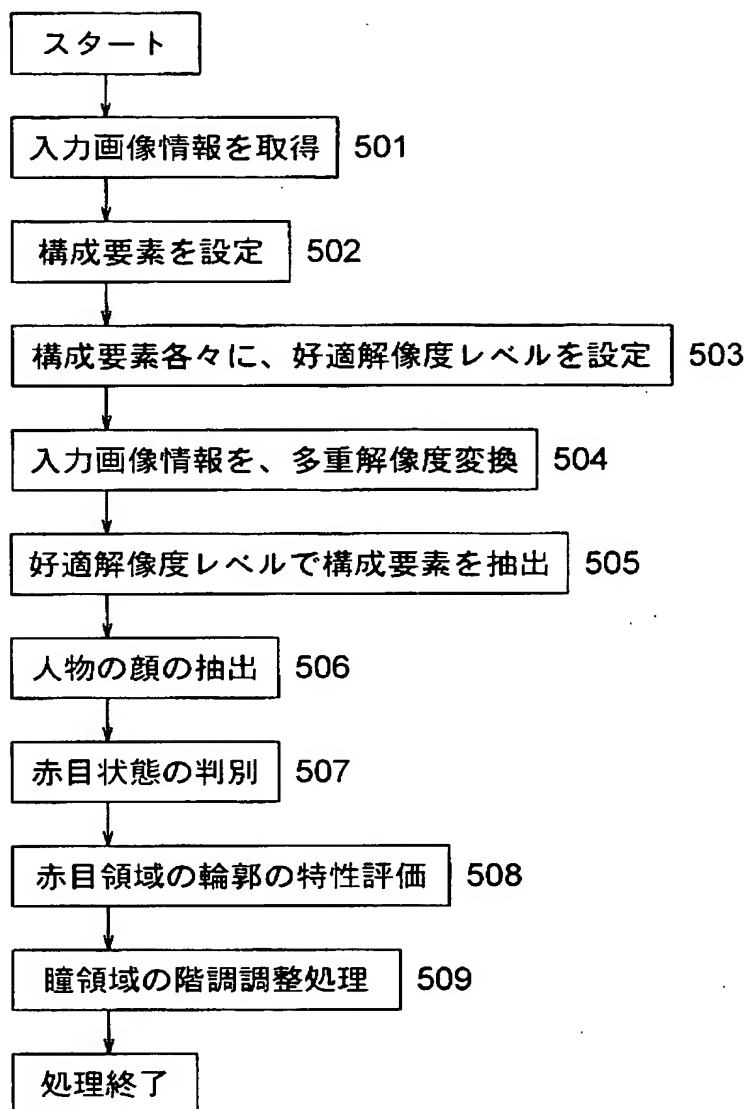 スタート
入力画像情報を取得 501
構成要素を設定 502
構成要素各々に、好適解像度レベルを設定 503
入力画像情報を、多重解像度変換 504
好適解像度レベルで構成要素を抽出 505
人物の顔の抽出 506
赤目状態の判別 507
赤目領域の輪郭の特性評価 508
瞳領域の階調調整処理 509
処理終了